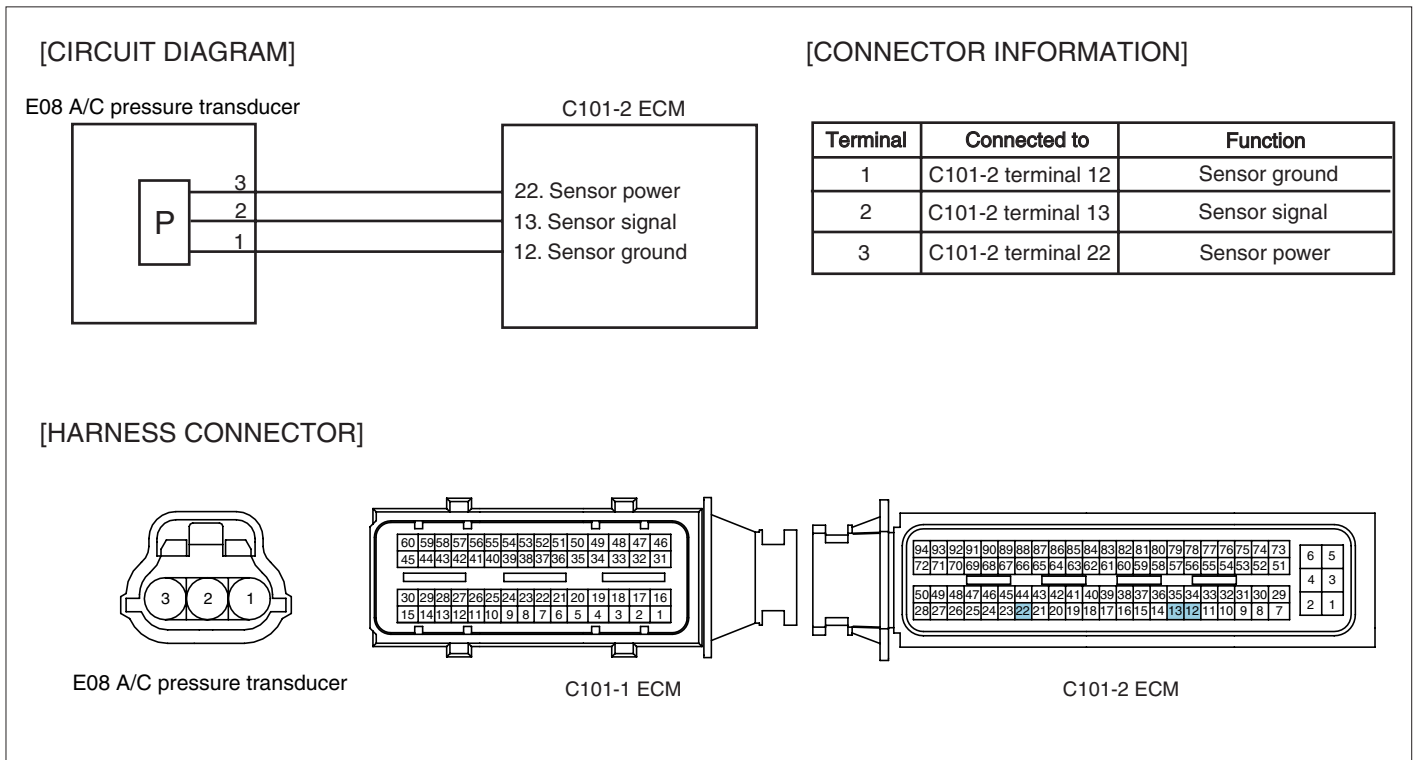 [CIRCUIT DIAGRAM]
E08 A/C pressure transducer
C101-2 ECM
P
3
2
1
22. Sensor power
13. Sensor signal
12. Sensor ground
[CONNECTOR INFORMATION]
Terminal Connected to Function
1 C101-2 terminal 12 Sensor ground
2 C101-2 terminal 13 Sensor signal
3 C101-2 terminal 22 Sensor power
[HARNESS CONNECTOR]
3 2 1
E08 A/C pressure transducer
60 59 58 57 56 55 54 53 52 51 50 49 48 47 46
45 44 43 42 41 40 39 38 37 36 35 34 33 32 31
30 29 28 27 26 25 24 23 22 21 20 19 18 17 16
15 14 13 12 11 10 9 8 7 6 5 4 3 2 1
C101-1 ECM
94 93 92 91 90 89 88 87 86 85 84 83 82 81 80 79 78 77 76 75 74 73
72 71 70 69 68 67 66 65 64 63 62 61 60 59 58 57 56 55 54 53 52 51
50 49 48 47 46 45 44 43 42 41 40 39 38 37 36 35 34 33 32 31 30 29
28 27 26 25 24 23 22 21 20 19 18 17 16 15 14 13 12 11 10 9 8 7
6 5
4 3
2 1
C101-2 ECM